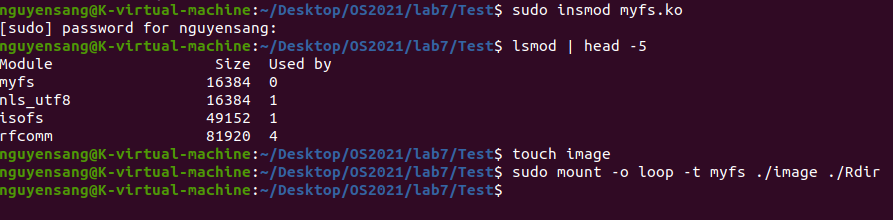 nguyensang@K-virtual-machine:~/Desktop/OS2021/lab7/Test$ sudo insmod myfs.ko
[sudo] password for nguyensang:
nguyensang@K-virtual-machine:~/Desktop/OS2021/lab7/Test$ lsmod | head -5
Module                  Size  Used by
myfs                   16384  0
nls_utf8               16384  1
isofs                  49152  1
rfcomm                 81920  4
nguyensang@K-virtual-machine:~/Desktop/OS2021/lab7/Test$ touch image
nguyensang@K-virtual-machine:~/Desktop/OS2021/lab7/Test$ sudo mount -o loop -t myfs ./image ./Rdir
nguyensang@K-virtual-machine:~/Desktop/OS2021/lab7/Test$